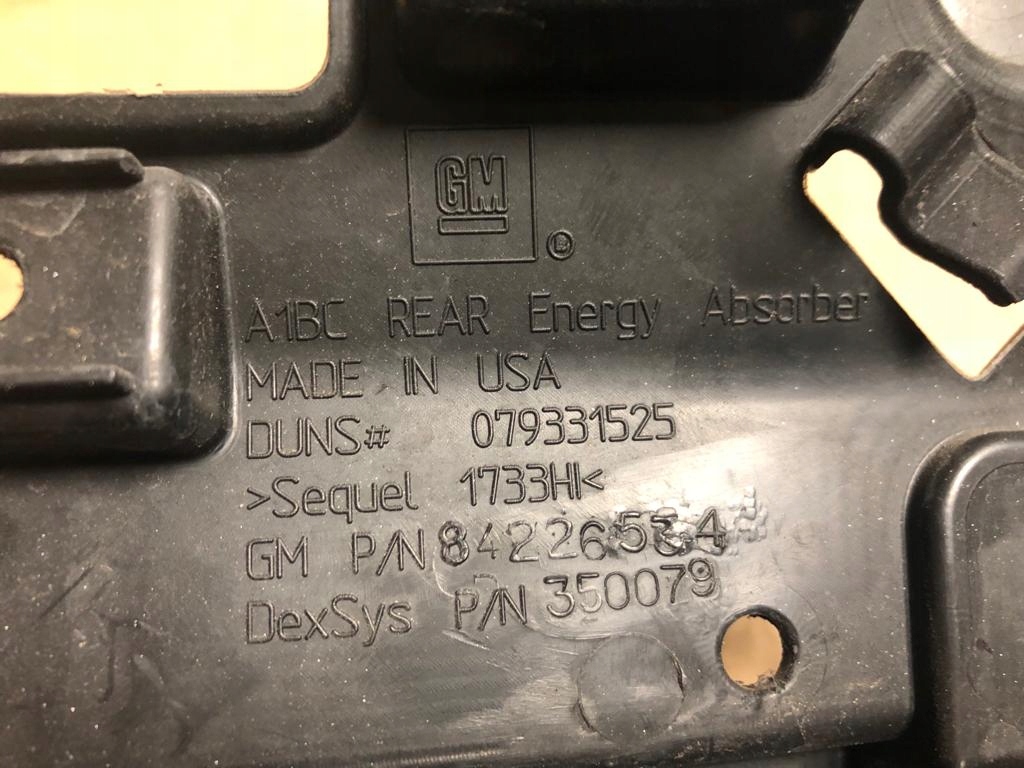 GM
A1BC REAR Energy Absorber
MADE IN USA
DUNS# 079331525
>Sequel 1733HI<
GM P/N 84226534
DexSys P/N 350079